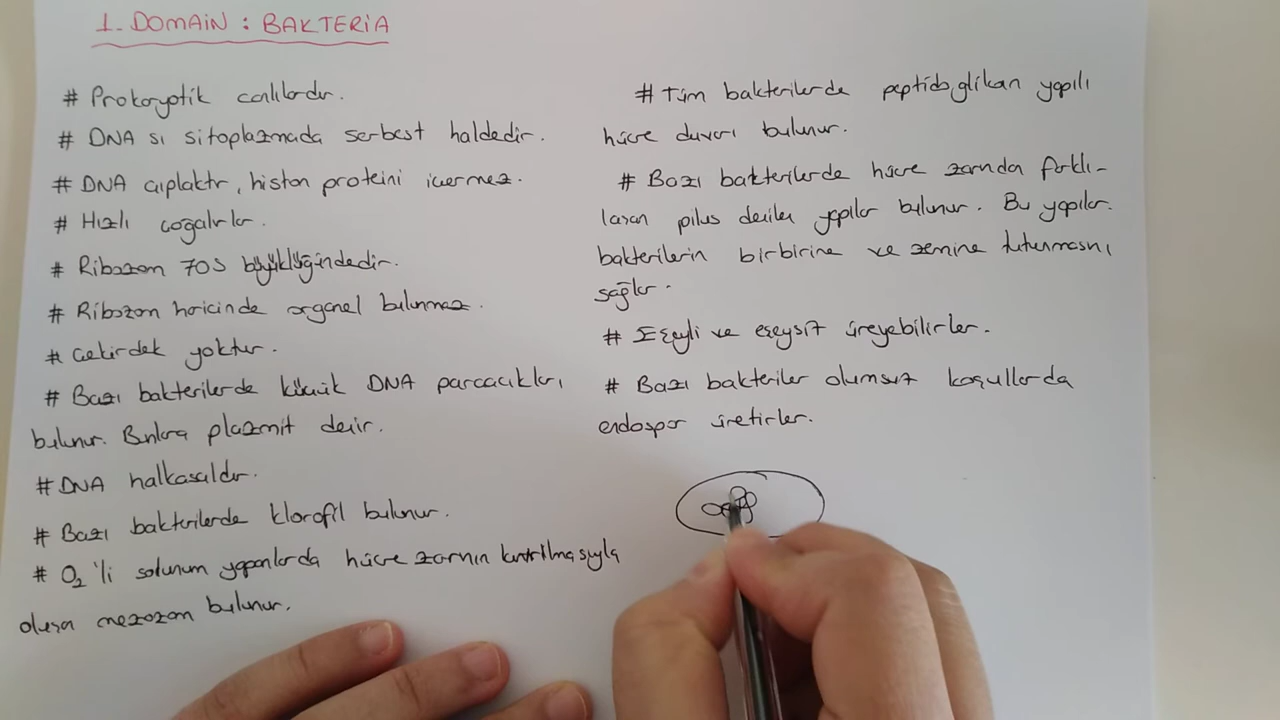 1. DOMAIN : BAKTERIA
# Prokaryotik canlılardır.
# DNA sı sitoplazmada serbest haldedir.
# DNA çıplaktır, histon proteini içermez.
# Hızlı çoğalırlar.
# Ribozom 70S büyüklüğündedir.
# Ribozom haricinde organel bulunmaz.
# Çekirdek yoktur.
# Bazı bakterilerde küçük DNA parçacıkları
bulunur. Bunlara plazmit denir.
# DNA halkasaldır.
# Bazı bakterilerde klorofil bulunur.
# O₂'li solunum yapanlarda hücre zarının kıvrılmasıyla
oluşan mezozom bulunur.
# Tüm bakterilerde peptidoglikan yapılı
hücre duvarı bulunur.
# Bazı bakterilerde hücre zarında farklı-
laşan pilus denilen yapılar bulunur. Bu yapılar
bakterilerin birbirine ve zemine tutunmasını
sağlar.
# Eşeyli ve eşeysiz üreyebilirler.
# Bazı bakteriler olumsuz koşullarda
endospor üretirler.